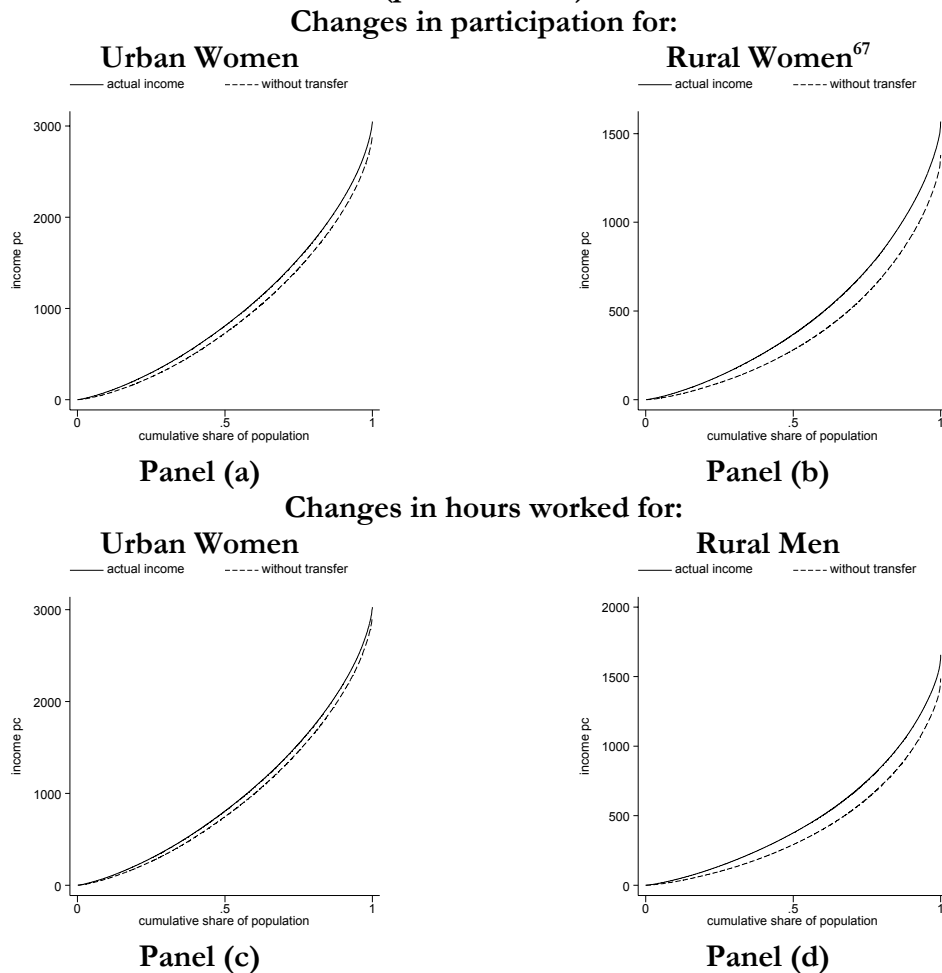 Changes in participation for:
Urban Women
actual income without transfer
3000
2000
1000
0
income pc
0 .5 1
cumulative share of population
Panel (a)
Rural Women67
actual income without transfer
1500
1000
500
0
income pc
0 .5 1
cumulative share of population
Panel (b)
Changes in hours worked for:
Urban Women
actual income without transfer
3000
2000
1000
0
income pc
0 .5 1
cumulative share of population
Panel (c)
Rural Men
actual income without transfer
2000
1500
1000
500
0
income pc
0 .5 1
cumulative share of population
Panel (d)